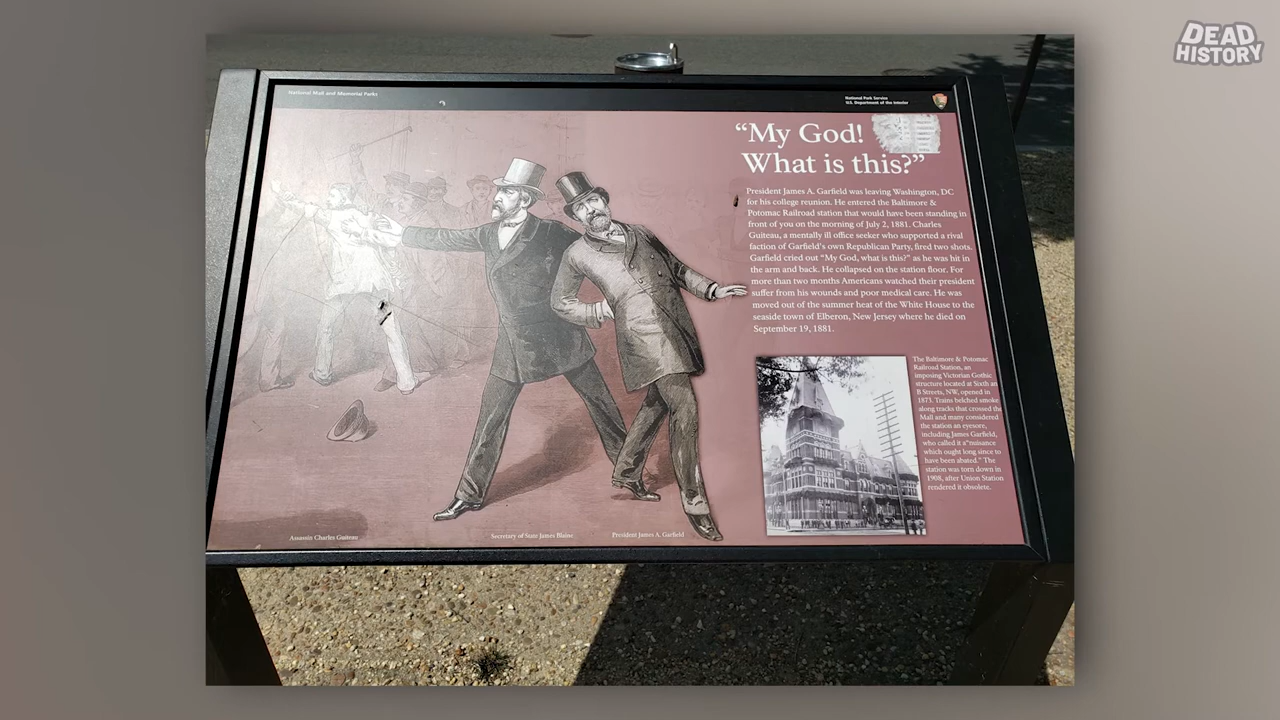 DEAD
HISTORY
National Mall and Memorial Parks
National Park Service
U.S. Department of the Interior
“My God!
What is this?”
President James A. Garfield was leaving Washington, DC
for his college reunion. He entered the Baltimore &
Potomac Railroad station that would have been standing in
front of you on the morning of July 2, 1881. Charles
Guiteau, a mentally ill office seeker who supported a rival
faction of Garfield's own Republican Party, fired two shots.
Garfield cried out “My God, what is this?” as he was hit in
the arm and back. He collapsed on the station floor. For
more than two months Americans watched their president
suffer from his wounds and poor medical care. He was
moved out of the summer heat of the White House to the
seaside town of Elberon, New Jersey where he died on
September 19, 1881.
The Baltimore & Potomac
Railroad Station, an
imposing Victorian Gothic
structure located at Sixth an
B Streets, NW, opened in
1873. Trains belched smoke
along tracks that crossed the
Mall and many considered
the station an eyesore,
including James Garfield,
who called it a “nuisance
which ought long since to
have been abated.” The
station was torn down in
1908, after Union Station
rendered it obsolete.
Assassin Charles Guiteau
Secretary of State James Blaine
President James A. Garfield